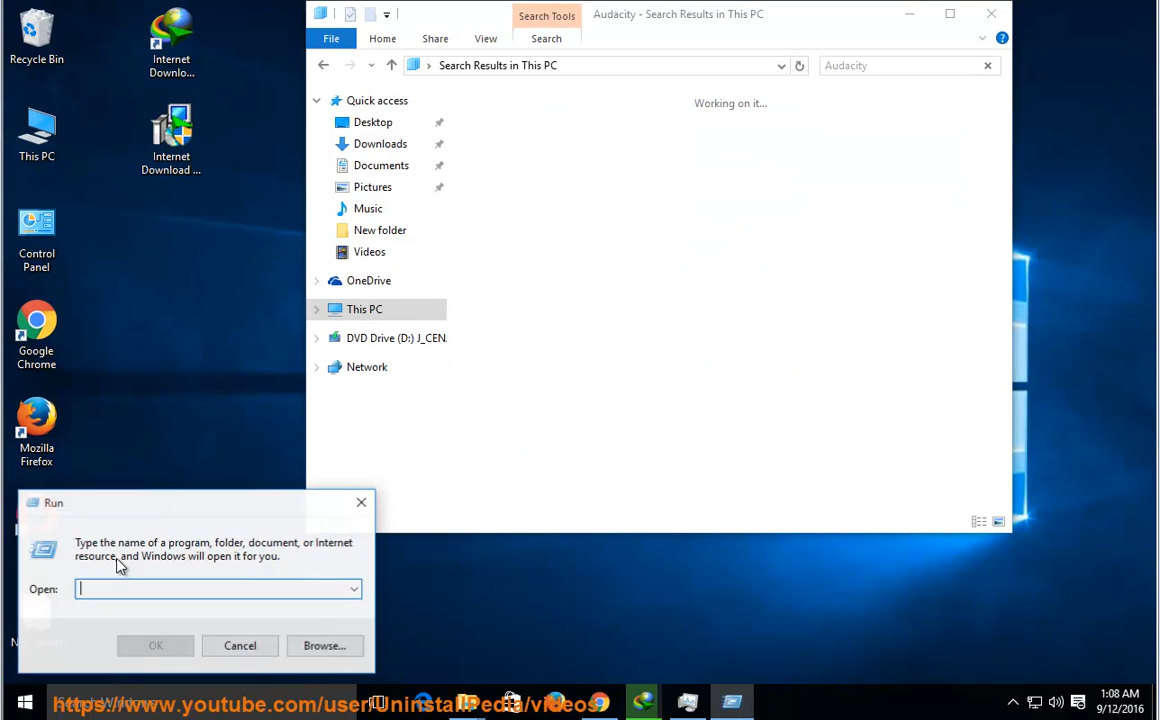 Recycle Bin
Internet
Downlo...
This PC
Internet
Download ...
Control
Panel
Google
Chrome
Mozilla
Firefox
Search Tools
Audacity - Search Results in This PC
File
Home
Share
View
Search
Search Results in This PC
Audacity
Quick access
Desktop
Downloads
Documents
Pictures
Music
New folder
Videos
OneDrive
This PC
DVD Drive (D:) J_CEN
Network
Working on it...
Run
Type the name of a program, folder, document, or Internet
resource, and Windows will open it for you.
Open:
OK
Cancel
Browse...
Search Windows
https://www.youtube.com/user/UninstallPedia/videos/
1:08 AM
9/12/2016